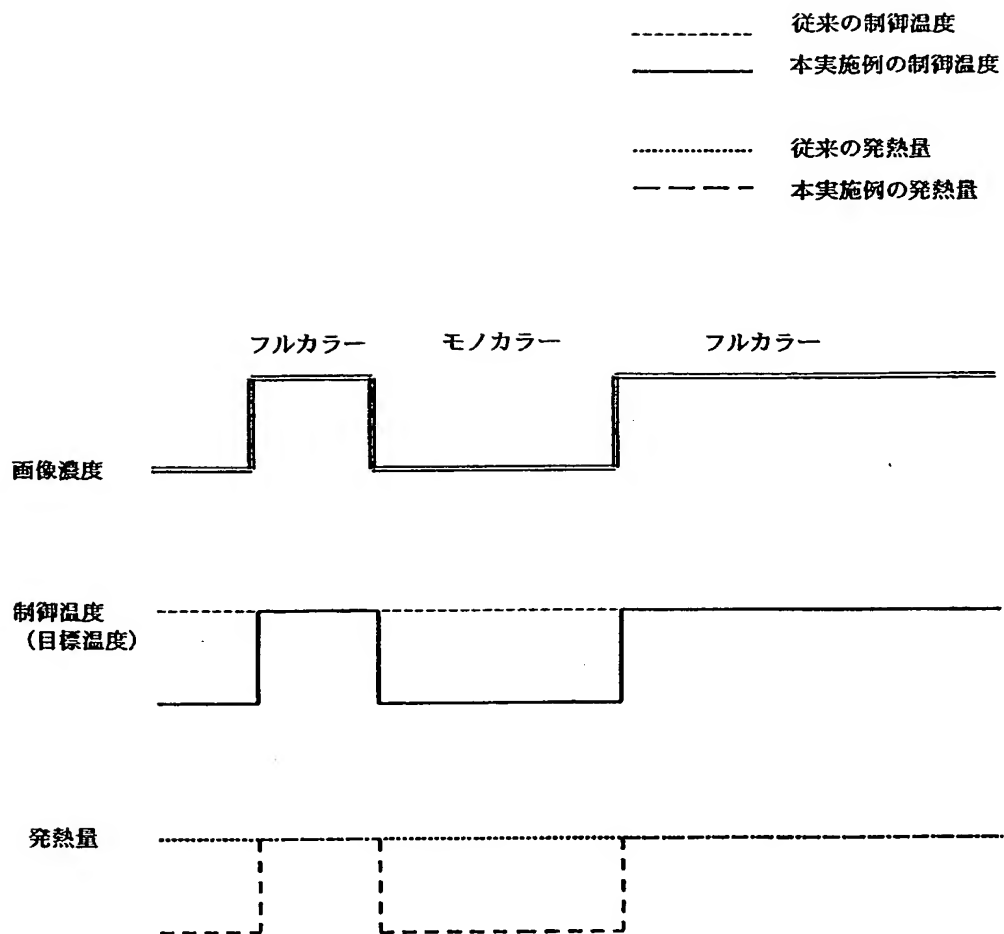 従来の制御温度
本実施例の制御温度
従来の発熱量
本実施例の発熱量
フルカラー　モノカラー　フルカラー
画像濃度
制御温度
（目標温度）
発熱量